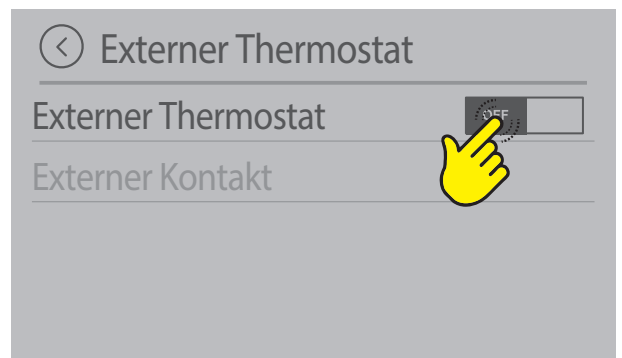 Externer Thermostat
Externer Thermostat OFF
Externer Kontakt